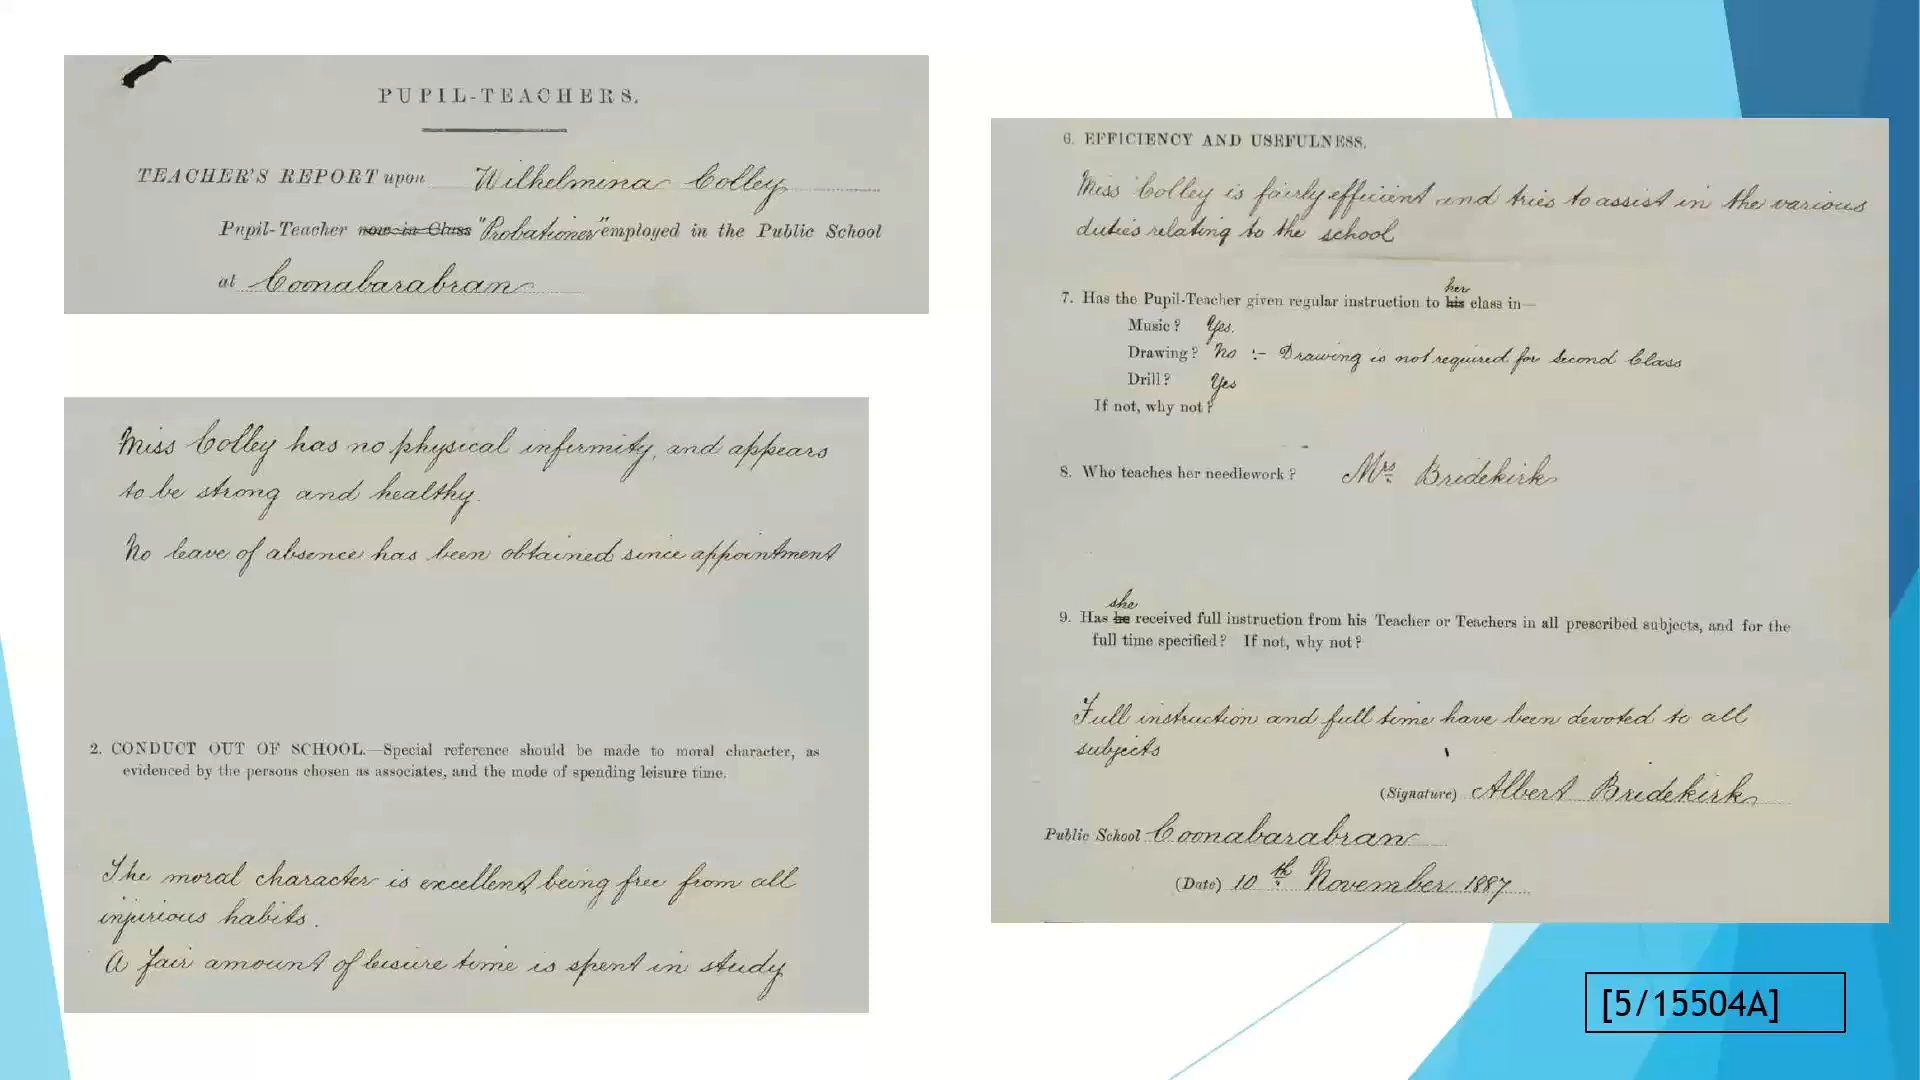 PUPIL-TEACHERS.
TEACHER'S REPORT upon Wilhelmina Colley
Pupil-Teacher now in Class "Probationer" employed in the Public School
at Coonabarabran
Miss Colley has no physical infirmity, and appears
to be strong and healthy.
No leave of absence has been obtained since appointment
2. CONDUCT OUT OF SCHOOL.—Special reference should be made to moral character, as
evidenced by the persons chosen as associates, and the mode of spending leisure time.
The moral character is excellent, being free from all
injurious habits.
A fair amount of leisure time is spent in study
6. EFFICIENCY AND USEFULNESS.
Miss Colley is fairly efficient and tries to assist in the various
duties relating to the school
her
7. Has the Pupil-Teacher given regular instruction to his class in—
Music? Yes.
Drawing? No :- Drawing is not required for Second Class
Drill? Yes
If not, why not?
8. Who teaches her needlework? Mrs. Bridekirk
she
9. Has he received full instruction from his Teacher or Teachers in all prescribed subjects, and for the
full time specified? If not, why not?
Full instruction and full time have been devoted to all
subjects
(Signature) Albert Bridekirk
Public School Coonabarabran
(Date) 10th November 1887
[5/15504A]